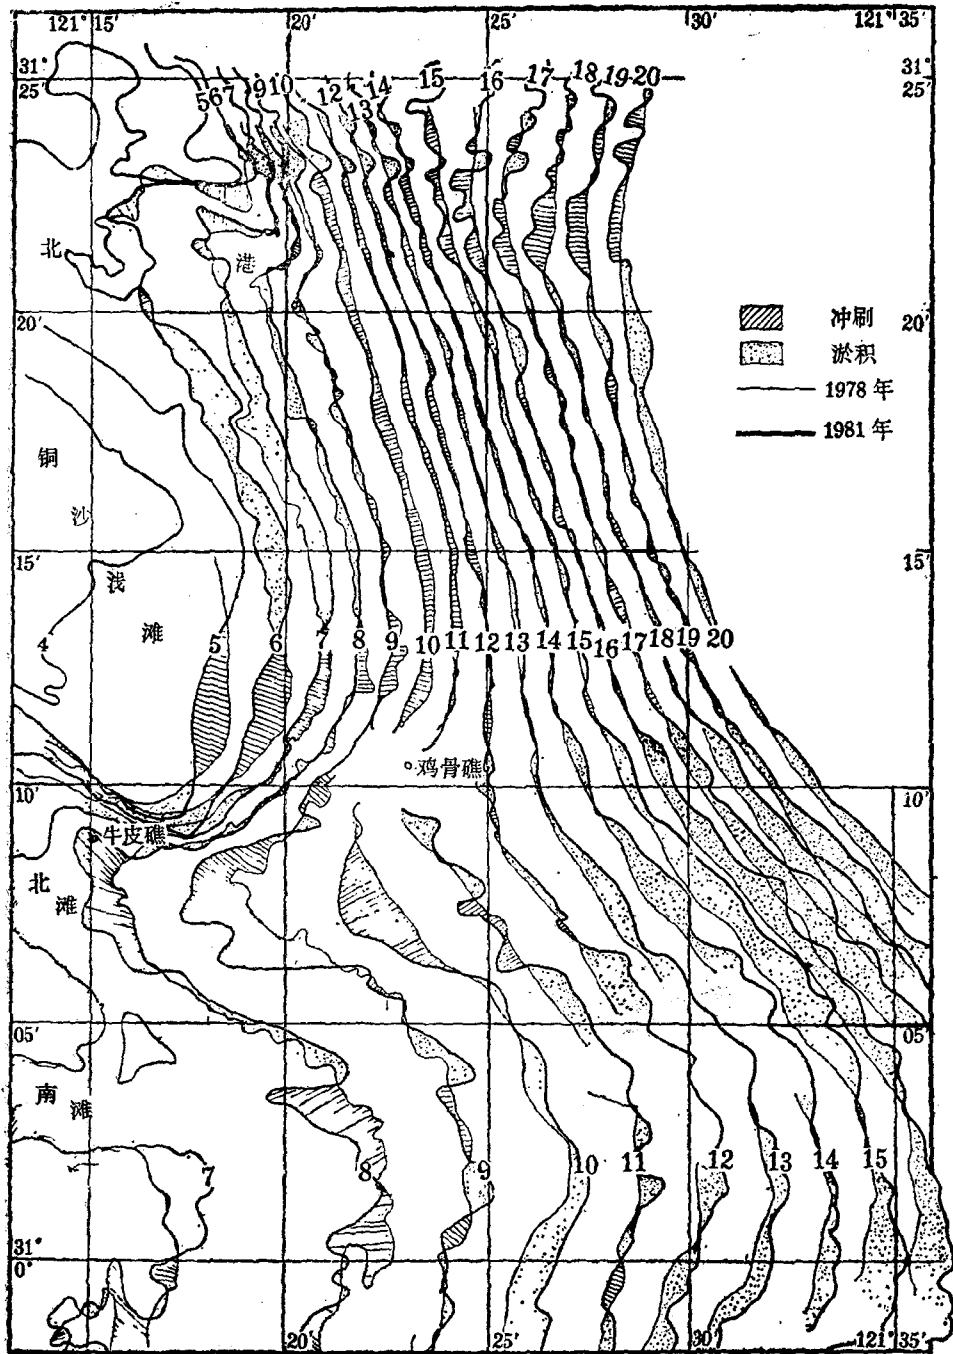 121° 15′ 20′ 25′ 30′ 121° 35′
31° 25′ 31° 25′
5 6 7 9 10 12 13 14 15 16 17 18 19 20
北
港
20′ 20′
冲刷
淤积
1978 年
1981 年
铜
沙
浅
滩
15′ 15′
4 5 6 7 8 9 10 11 12 13 14 15 16 17 18 19 20
鸡骨礁
10′ 10′
牛皮礁
北
滩
05′ 05′
南
滩
7 8 9 10 11 12 13 14 15
31° 0′
20′ 25′ 30′ 121° 35′